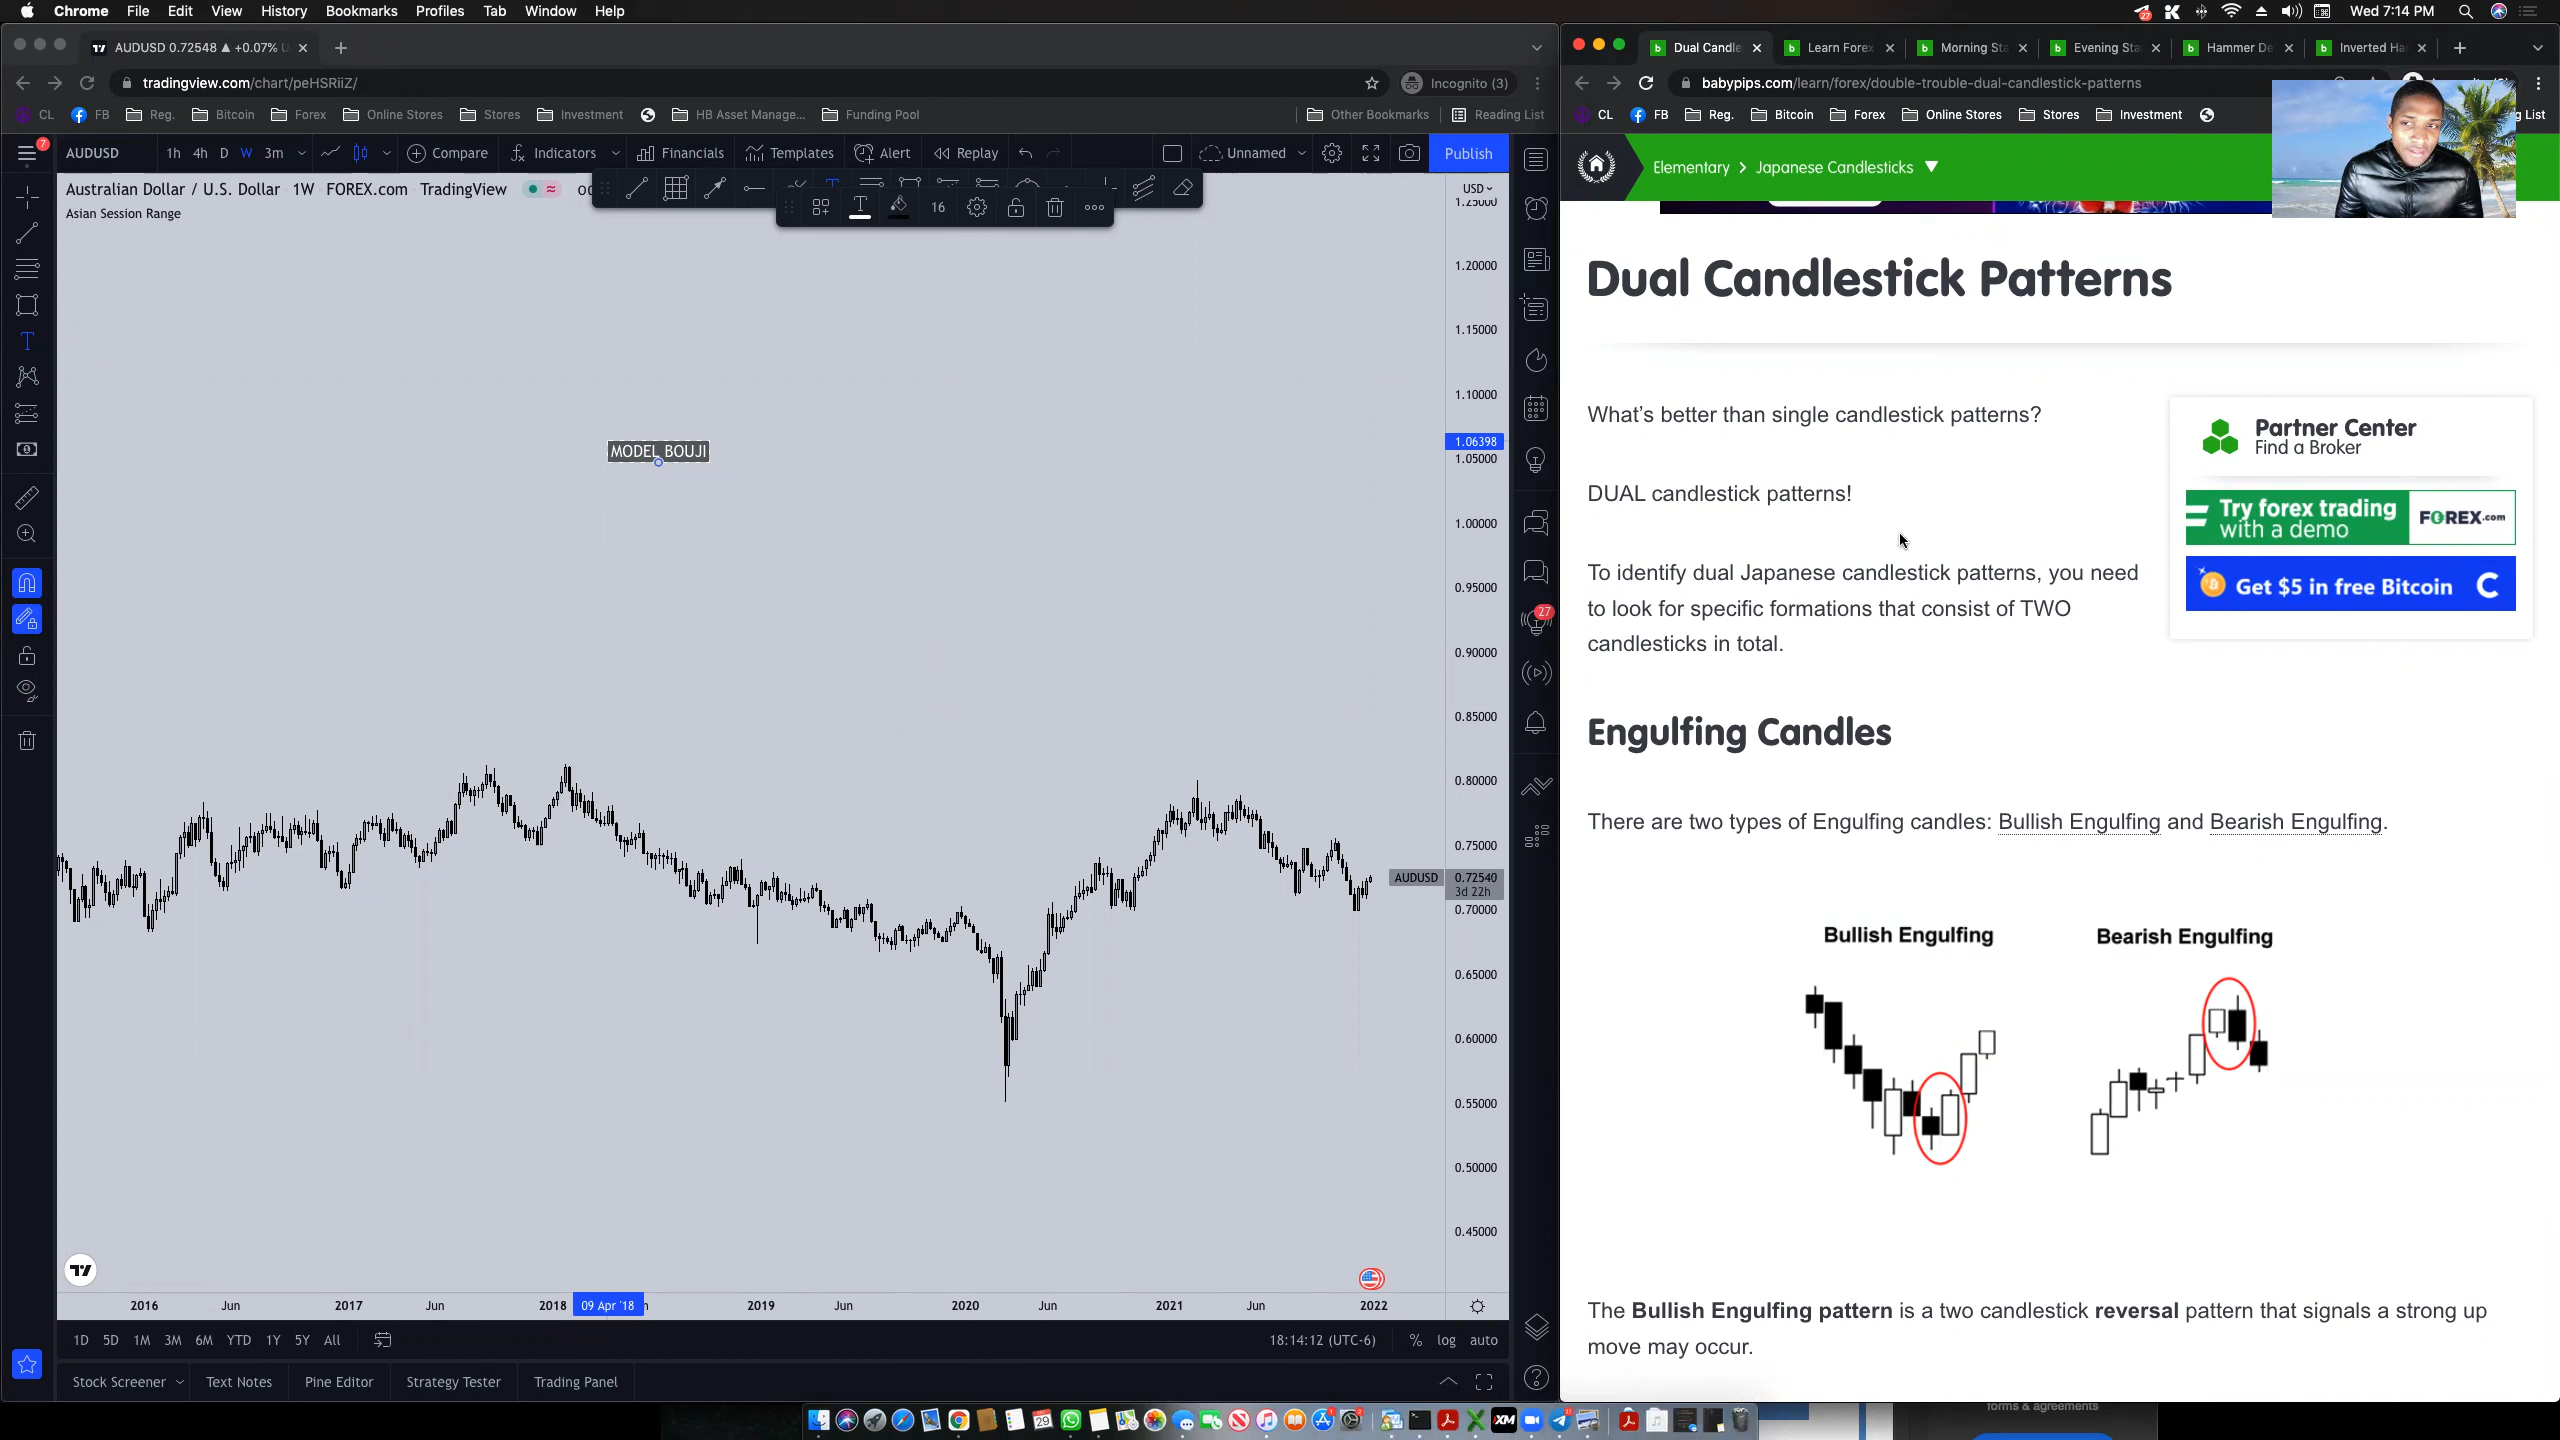 Chrome File Edit View History Bookmarks Profiles Tab Window Help
27
Wed 7:14 PM
AUDUSD 0.72548 ▲ +0.07%
tradingview.com/chart/peHSRiiZ/
Incognito (3)
CL FB Reg. Bitcoin Forex Online Stores Stores Investment HB Asset Manage... Funding Pool Other Bookmarks Reading List
7
AUDUSD 1h 4h D W 3m Compare Indicators Financials Templates Alert Replay Unnamed Publish
Australian Dollar / U.S. Dollar 1W FOREX.com TradingView
Asian Session Range
T 16
USD
1.25000
1.20000
1.15000
1.10000
1.06398
1.05000
1.00000
0.95000
0.90000
0.85000
0.80000
0.75000
AUDUSD 0.72540
3d 22h
0.70000
0.65000
0.60000
0.55000
0.50000
0.45000
MODEL BOUJI
2016 Jun 2017 Jun 2018 09 Apr '18 2019 Jun 2020 Jun 2021 Jun 2022
1D 5D 1M 3M 6M YTD 1Y 5Y All
18:14:12 (UTC-6) % log auto
Stock Screener Text Notes Pine Editor Strategy Tester Trading Panel
27
Dual Candle Learn Forex Morning Sta Evening Sta Hammer De Inverted Ha
babypips.com/learn/forex/double-trouble-dual-candlestick-patterns
CL FB Reg. Bitcoin Forex Online Stores Stores Investment g List
Elementary > Japanese Candlesticks ▼
Dual Candlestick Patterns
What's better than single candlestick patterns?
DUAL candlestick patterns!
To identify dual Japanese candlestick patterns, you need
to look for specific formations that consist of TWO
candlesticks in total.
Partner Center
Find a Broker
Try forex trading
with a demo
FOREX.com
Get $5 in free Bitcoin
Engulfing Candles
There are two types of Engulfing candles: Bullish Engulfing and Bearish Engulfing.
Bullish Engulfing
Bearish Engulfing
The Bullish Engulfing pattern is a two candlestick reversal pattern that signals a strong up
move may occur.
29
XM
forms & agreements